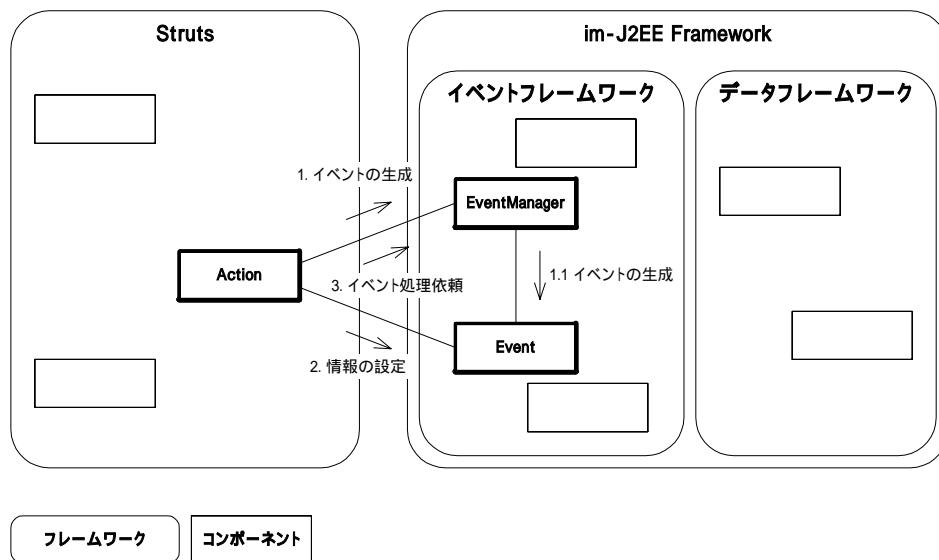 Struts
im-J2EE Framework
イベントフレームワーク
データフレームワーク
1. イベントの生成
EventManager
Action
3. イベント処理依頼
1.1 イベントの生成
Event
2. 情報の設定
フレームワーク
コンポーネント